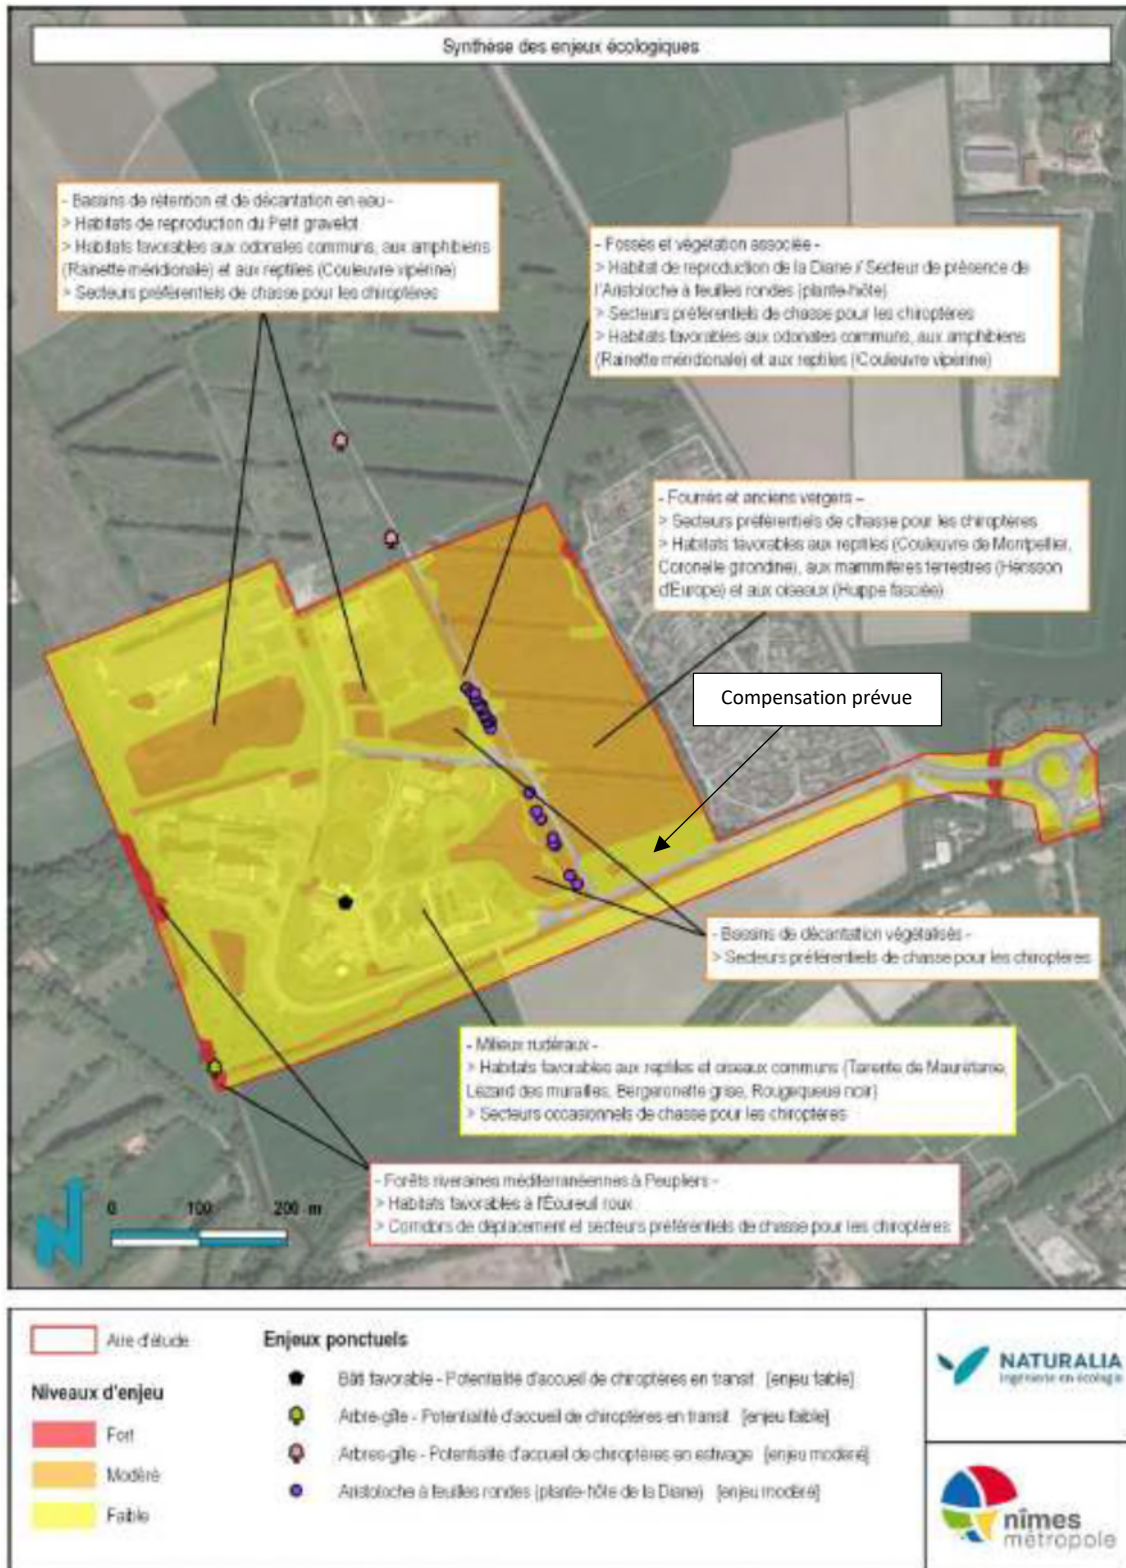 Synthèse des enjeux écologiques
- Bassins de rétention et de décantation en eau -
> Habitats de reproduction du Petit gravelot
> Habitats favorables aux odonates communs, aux amphibiens
(Rainette méridionale) et aux reptiles (Couleuvre vipérine)
> Secteurs préférentiels de chasse pour les chiroptères
- Fossés et végétation associée -
> Habitat de reproduction de la Diane / Secteur de présence de
l'Aristoloche à feuilles rondes (plante-hôte)
> Secteurs préférentiels de chasse pour les chiroptères
> Habitats favorables aux odonates communs, aux amphibiens
(Rainette méridionale) et aux reptiles (Couleuvre vipérine)
- Fourrés et anciens vergers -
> Secteurs préférentiels de chasse pour les chiroptères
> Habitats favorables aux reptiles (Couleuvre de Montpellier,
Coronelle girondine), aux mammifères terrestres (Hérisson
d'Europe) et aux oiseaux (Huppe fasciée)
Compensation prévue
- Bassins de décantation végétalisés -
> Secteurs préférentiels de chasse pour les chiroptères
- Milieux rudéraux -
> Habitats favorables aux reptiles et oiseaux communs (Tarente de Maurétanie,
Lézard des murailles, Bergeronette grise, Rougequeue noir)
> Secteurs occasionnels de chasse pour les chiroptères
- Forêts riveraines méditerranéennes à Peupliers -
> Habitats favorables à l'Écureuil roux
> Corridors de déplacement et secteurs préférentiels de chasse pour les chiroptères
N
0 100 200 m
Aire d'étude
Niveaux d'enjeu
Fort
Modéré
Faible
Enjeux ponctuels
Bâti favorable - Potentialité d'accueil de chiroptères en transit [enjeu faible]
Arbre-gîte - Potentialité d'accueil de chiroptères en transit [enjeu faible]
Arbres-gîte - Potentialité d'accueil de chiroptères en estivage [enjeu modéré]
Aristoloche à feuilles rondes (plante-hôte de la Diane) [enjeu modéré]
NATURALIA
Ingénierie en écologie
nîmes
métropole